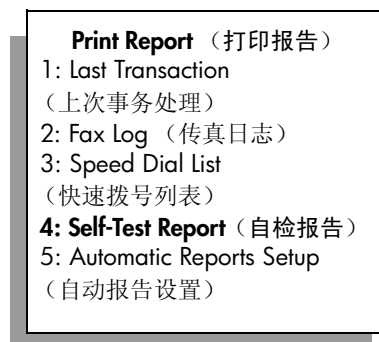 Print Report （打印报告）
1: Last Transaction
（上次事务处理）
2: Fax Log （传真日志）
3: Speed Dial List
（快速拨号列表）
4: Self-Test Report（自检报告）
5: Automatic Reports Setup
（自动报告设置）